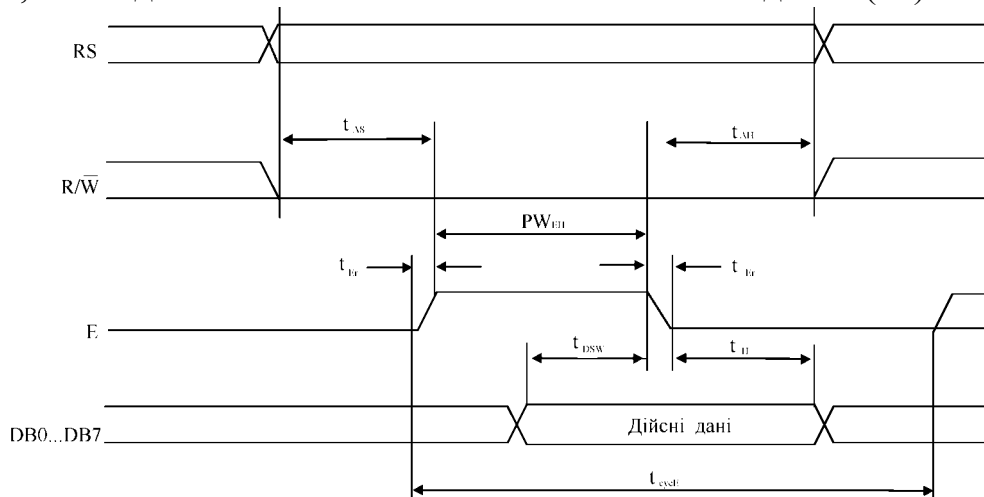 RS
t AS
t AH
R/W̅
PW EH
t Er
t Er
E
t DSW
t H
DB0...DB7
Дійсні дані
t cycE